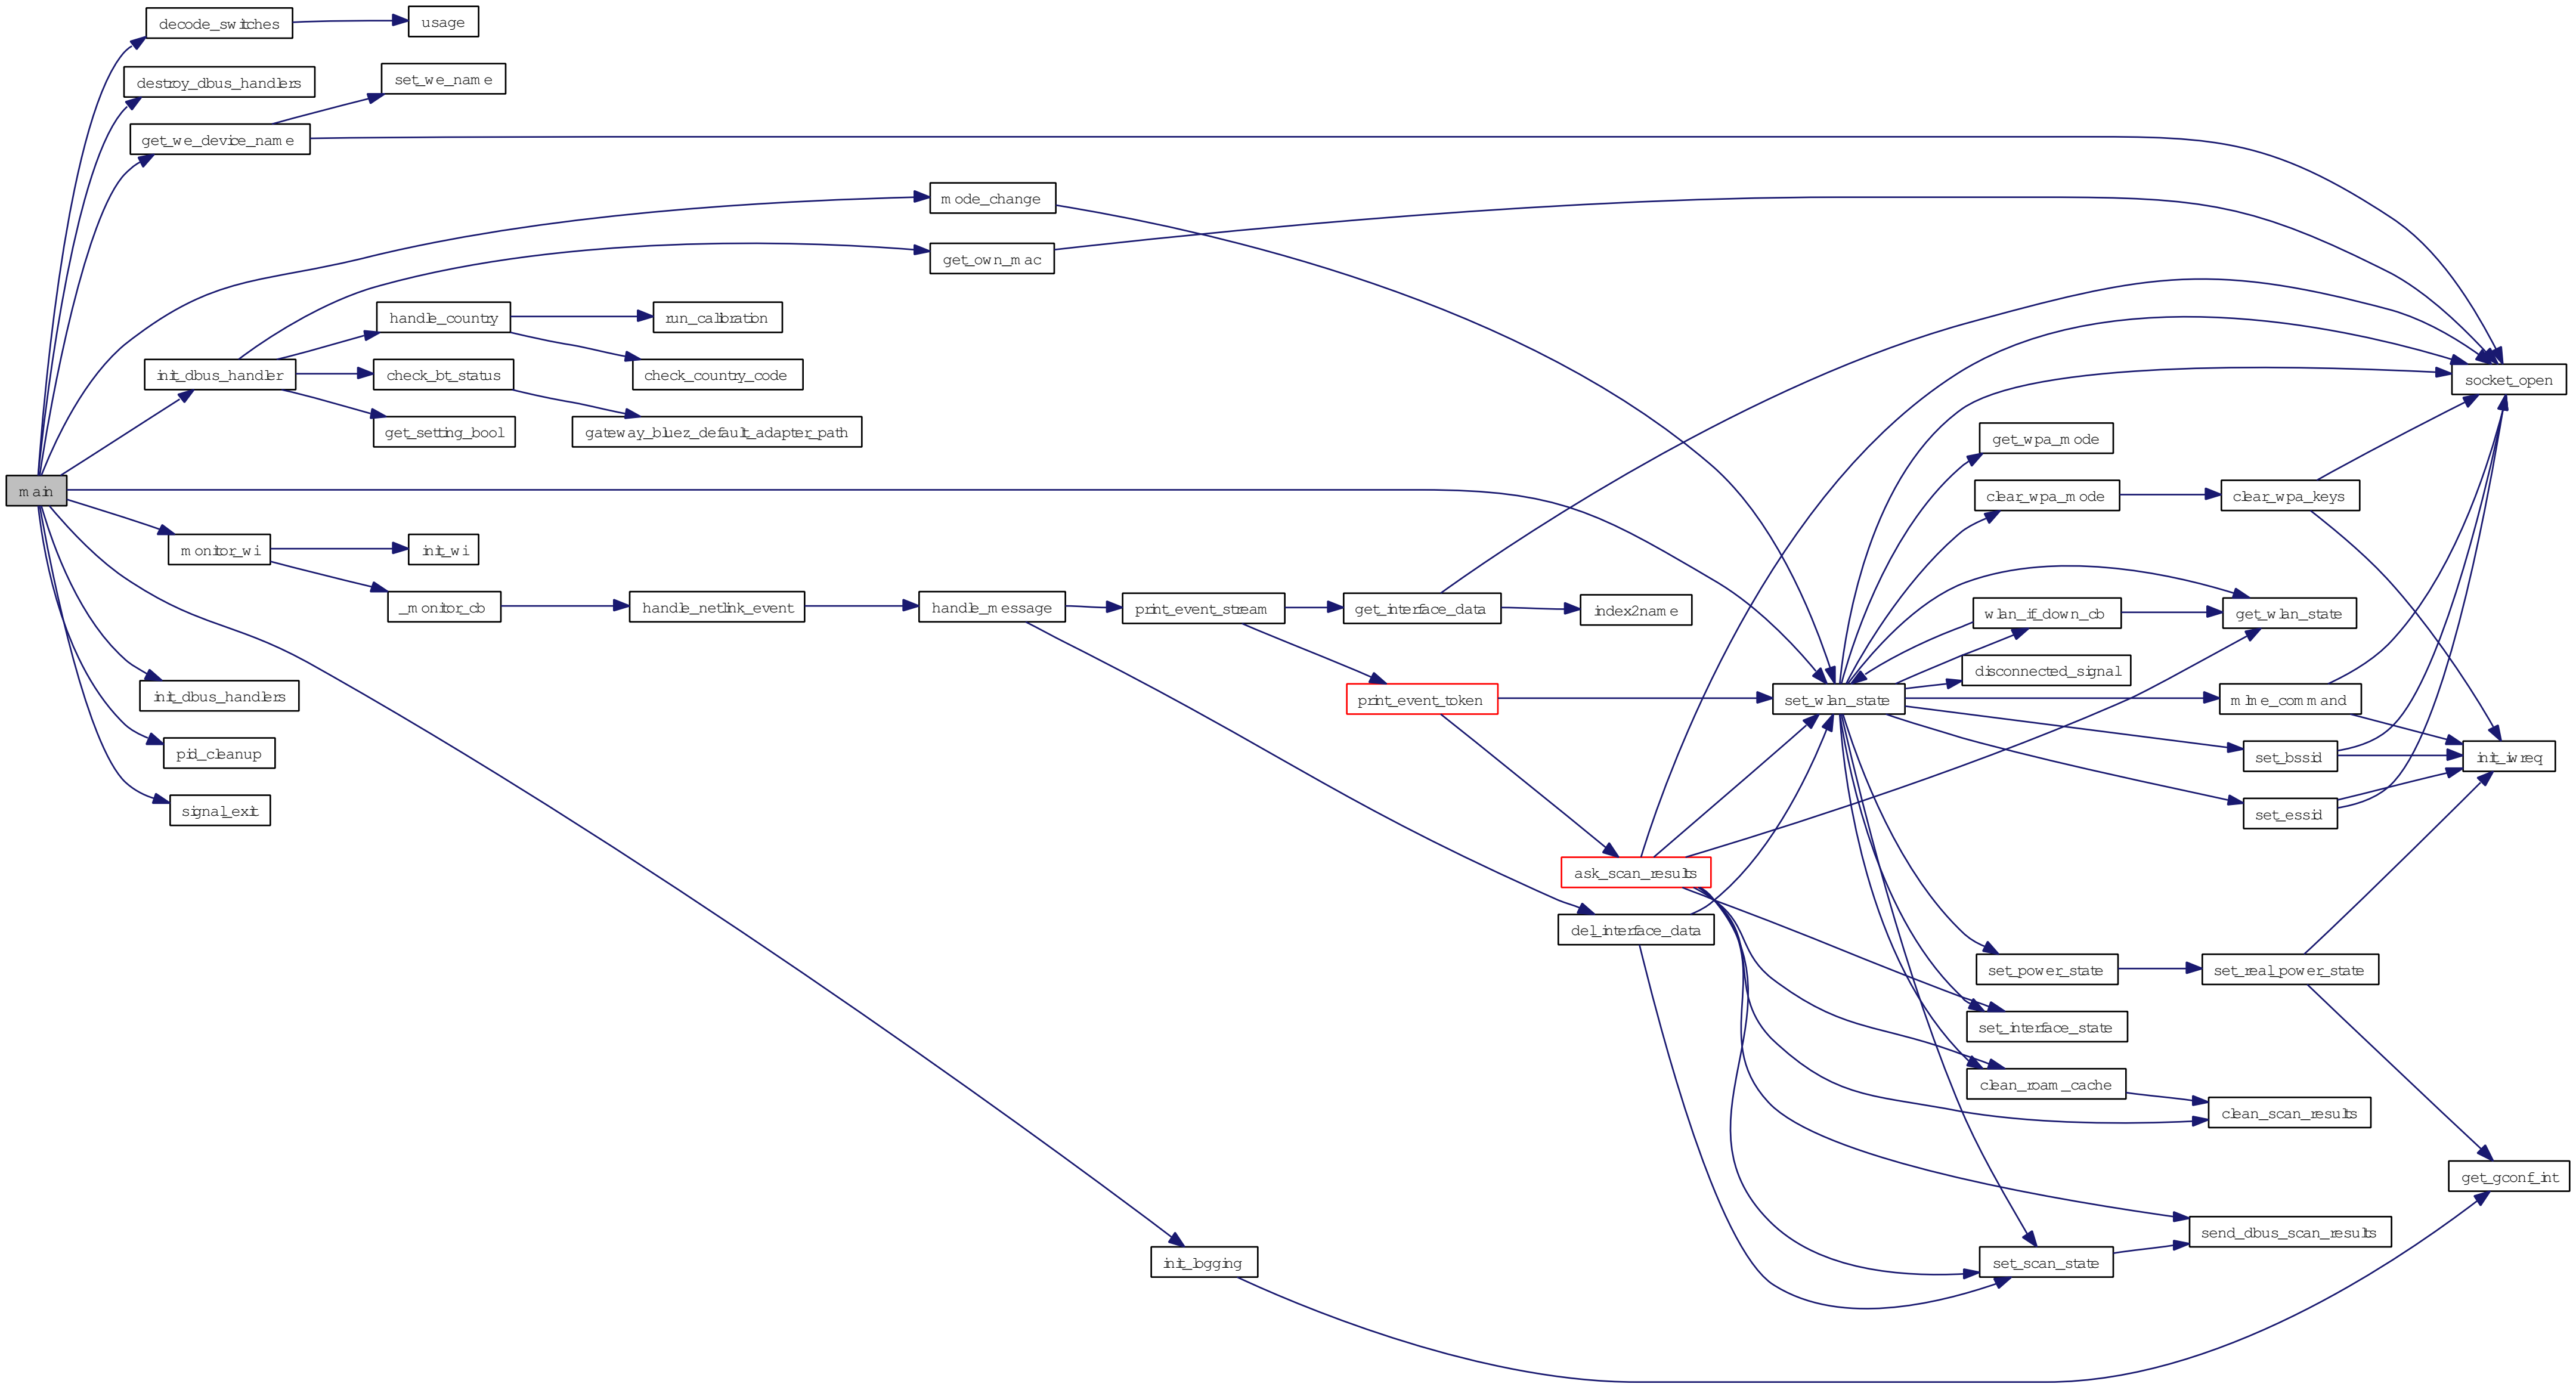 decode_switches
usage
destroy_dbus_handlers
set_we_name
get_we_device_name
mode_change
get_own_mac
handle_country
run_calibration
init_dbus_handler
check_bt_status
check_country_code
socket_open
get_setting_bool
gateway_bluez_default_adapter_path
get_wpa_mode
main
clear_wpa_mode
clear_wpa_keys
monitor_wi
init_wi
_monitor_cb
handle_netlink_event
handle_message
print_event_stream
get_interface_data
index2name
wlan_if_down_cb
get_wlan_state
disconnected_signal
init_dbus_handlers
print_event_token
set_wlan_state
mlme_command
pid_cleanup
set_bssid
init_iwreq
signal_exit
set_essid
ask_scan_results
del_interface_data
set_power_state
set_real_power_state
set_interface_state
clean_roam_cache
clean_scan_results
get_gconf_int
send_dbus_scan_results
init_logging
set_scan_state